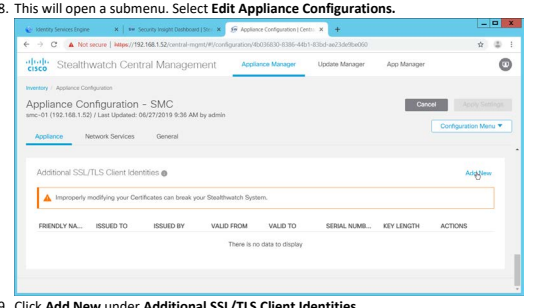 8. This will open a submenu. Select Edit Appliance Configurations.
Identity Services Engine
Security Insight Dashboard | Ste
Appliance Configuration | Centra
Not secure | https://192.168.1.52/central-mgmt/#/configuration/4b036830-8386-44b1-83bd-ae23de9be060
CISCO Stealthwatch Central Management Appliance Manager Update Manager App Manager
Inventory / Appliance Configuration
Appliance Configuration - SMC
Cancel Apply Settings
smc-01 (192.168.1.52) / Last Updated: 06/27/2019 9:36 AM by admin
Configuration Menu
Appliance Network Services General
Additional SSL/TLS Client Identities
Add New
Improperly modifying your Certificates can break your Stealthwatch System.
FRIENDLY NA... ISSUED TO ISSUED BY VALID FROM VALID TO SERIAL NUMB... KEY LENGTH ACTIONS
There is no data to display
9. Click Add New under Additional SSL/TLS Client Identities